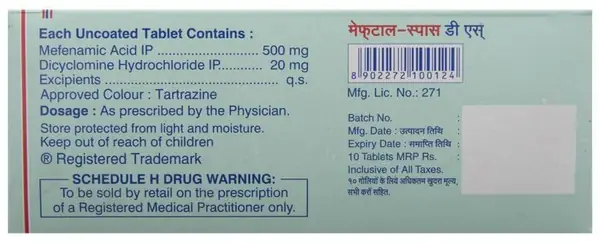 Each Uncoated Tablet Contains :
Mefenamic Acid IP ............................ 500 mg
Dicyclomine Hydrochloride IP............ 20 mg
Excipients ......................................... q.s.
Approved Colour : Tartrazine
Dosage : As prescribed by the Physician.
Store protected from light and moisture.
Keep out of reach of children
® Registered Trademark
SCHEDULE H DRUG WARNING:
To be sold by retail on the prescription
of a Registered Medical Practitioner only.
मेफ्टाल-स्पास डी एस्
8 902272 100124
Mfg. Lic. No.: 271
Batch No. :
Mfg. Date : उत्पादन तिथि :
Expiry Date : समाप्ति तिथि :
10 Tablets MRP Rs. :
Inclusive of All Taxes.
१० गोलियों के लिये अधिकतम खुदरा मूल्य,
सभी करों सहित.